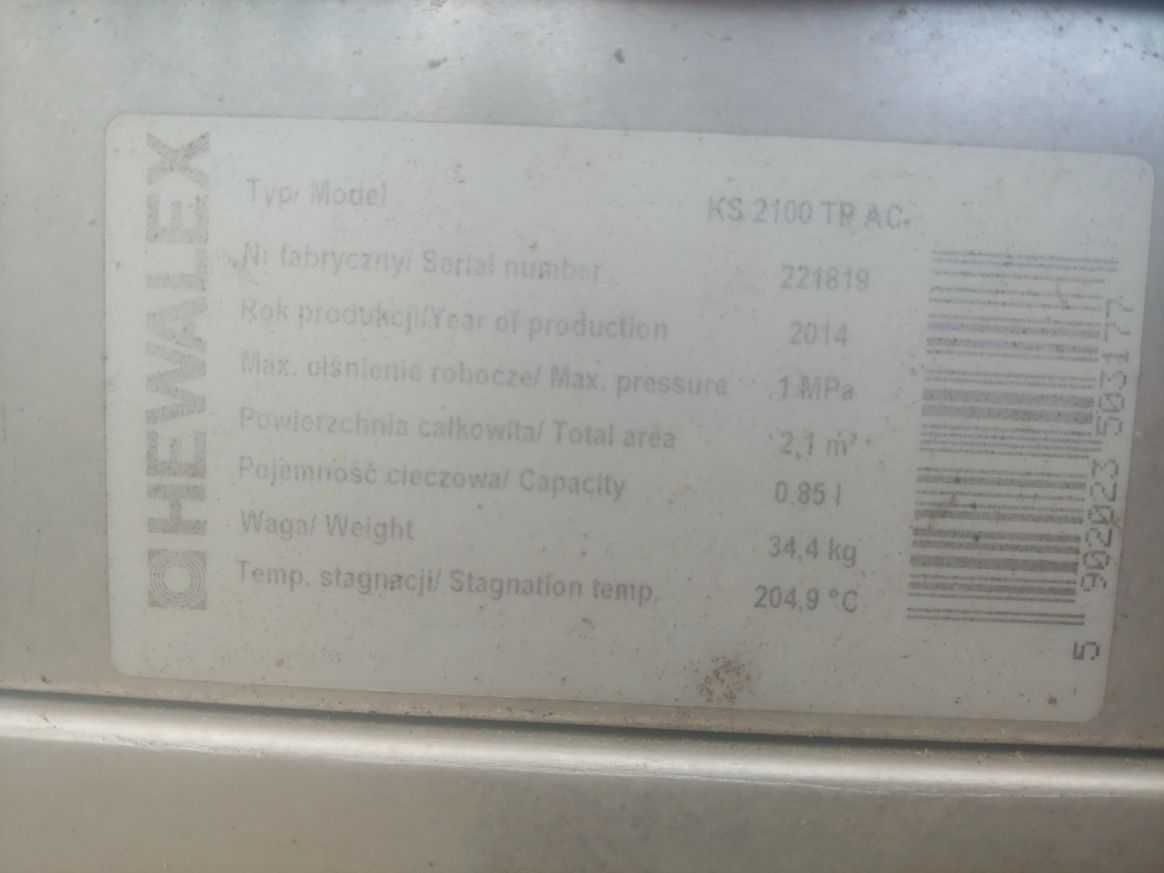 HEWALEX
Typ/ Model KS 2100 TP AC
Nr fabryczny/ Serial number 221819
Rok produkcji/Year of production 2014
Max. ciśnienie robocze/ Max. pressure 1 MPa
Powierzchnia całkowita/ Total area 2,1 m²
Pojemność cieczowa/ Capacity 0.85 l
Waga/ Weight 34,4 kg
Temp. stagnacji/ Stagnation temp. 204,9 °C
5 902023 503177